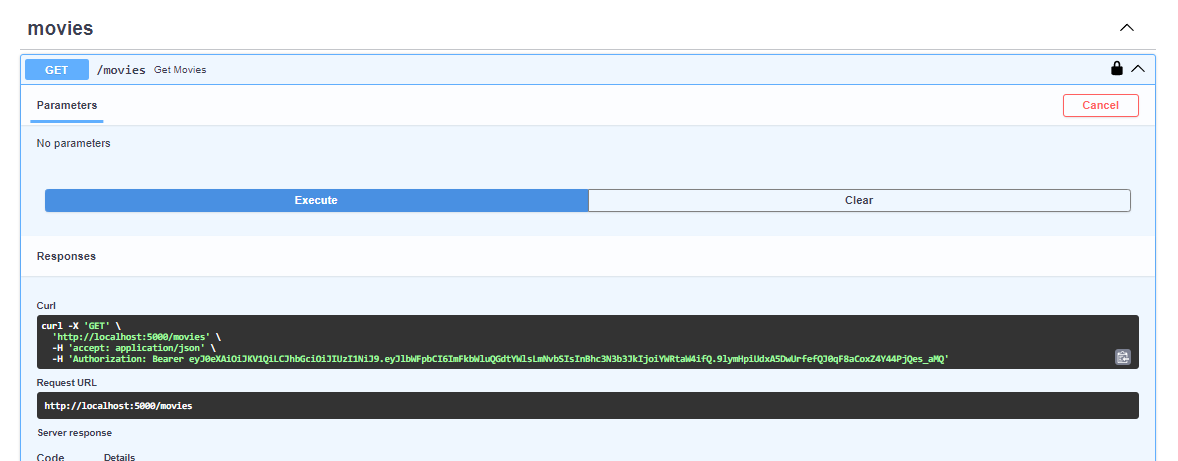 movies
GET /movies Get Movies
Parameters
Cancel
No parameters
Execute
Clear
Responses
Curl
curl -X 'GET' \
'http://localhost:5000/movies' \
-H 'accept: application/json' \
-H 'Authorization: Bearer eyJ0eXAiOiJKV1QiLCJhbGciOiJIUzI1NiJ9.eyJlbWFpbCI6ImFkbWluQGdtYWlsLmNvbSIsInBhc3N3b3JkIjoiYWRtaW4ifQ.9lymHpiUdxA5DwUrfefQJ0qF8aCoxZ4Y44PjQes_aMQ'
Request URL
http://localhost:5000/movies
Server response
Code
Details